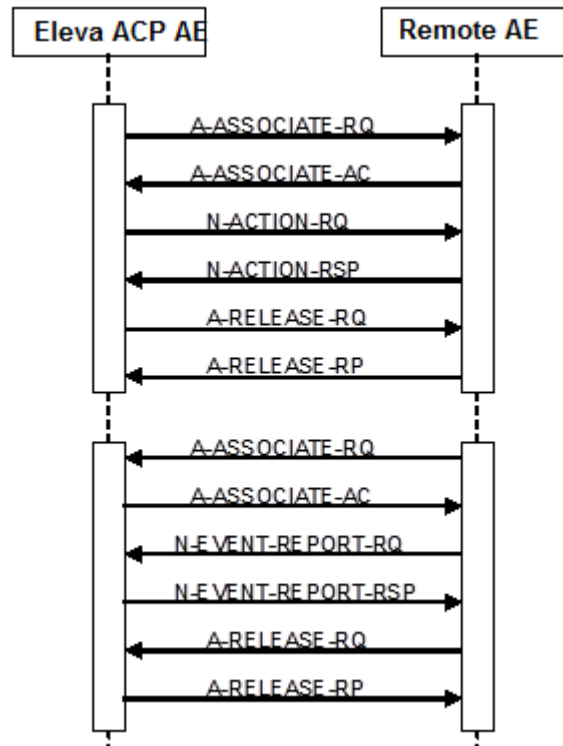 Eleva ACP AE
Remote AE
A-ASSOCIATE-RQ
A-ASSOCIATE-AC
N-ACTION-RQ
N-ACTION-RSP
A-RELEASE-RQ
A-RELEASE-RP
A-ASSOCIATE-RQ
A-ASSOCIATE-AC
N-EVENT-REPORT-RQ
N-EVENT-REPORT-RSP
A-RELEASE-RQ
A-RELEASE-RP